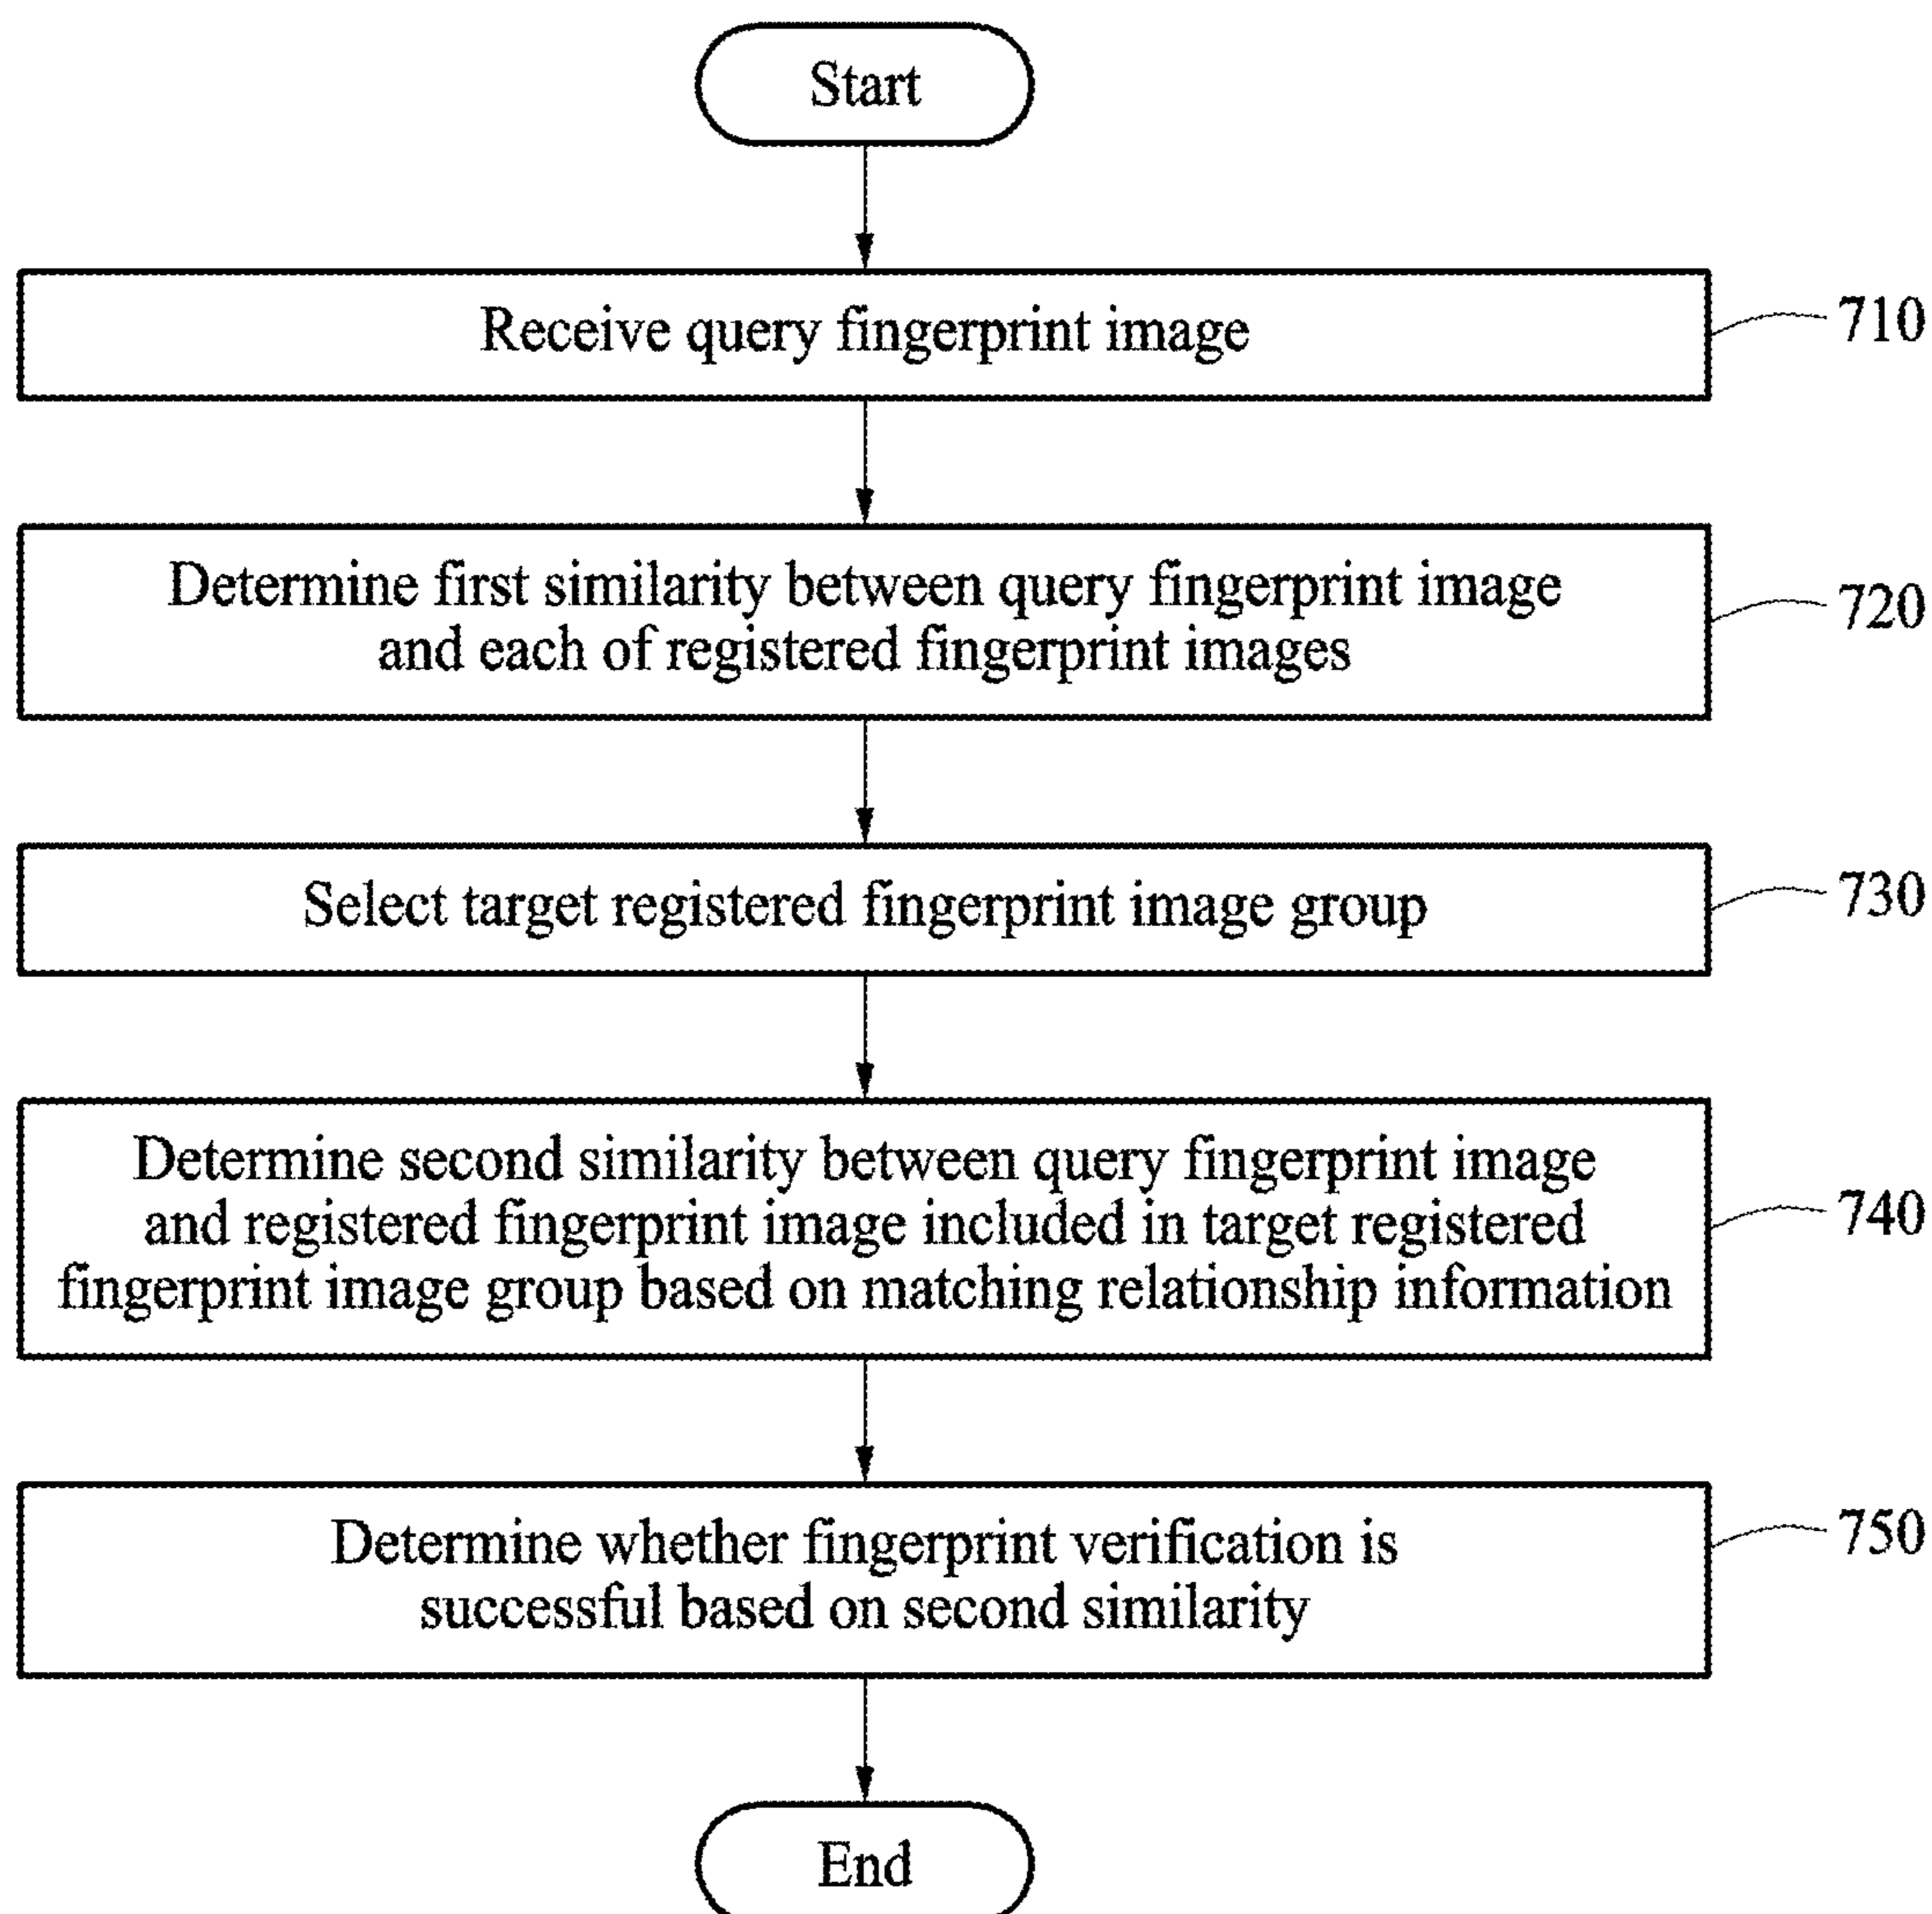 Start
Receive query fingerprint image
710
Determine first similarity between query fingerprint image
and each of registered fingerprint images
720
Select target registered fingerprint image group
730
Determine second similarity between query fingerprint image
and registered fingerprint image included in target registered
fingerprint image group based on matching relationship information
740
Determine whether fingerprint verification is
successful based on second similarity
750
End